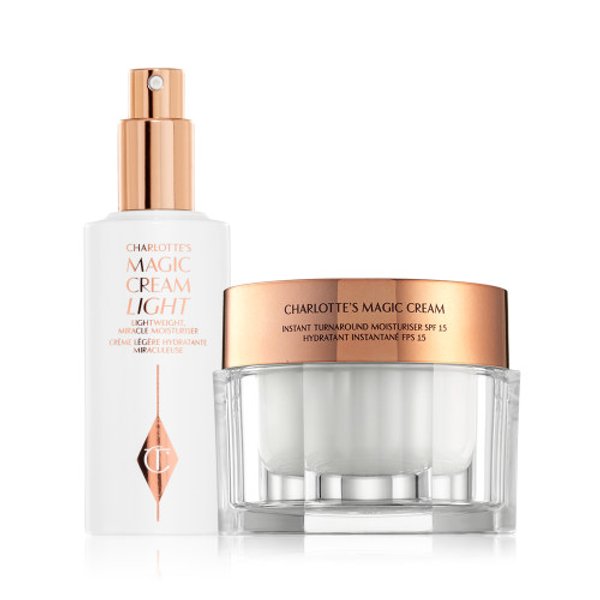 CHARLOTTE'S
MAGIC
CREAM
LIGHT
LIGHTWEIGHT,
MIRACLE MOISTURISER
CRÈME LÉGÈRE HYDRATANTE
MIRACULEUSE
CT
CHARLOTTE'S MAGIC CREAM
INSTANT TURNAROUND MOISTURISER SPF 15
HYDRATANT INSTANTANÉ FPS 15